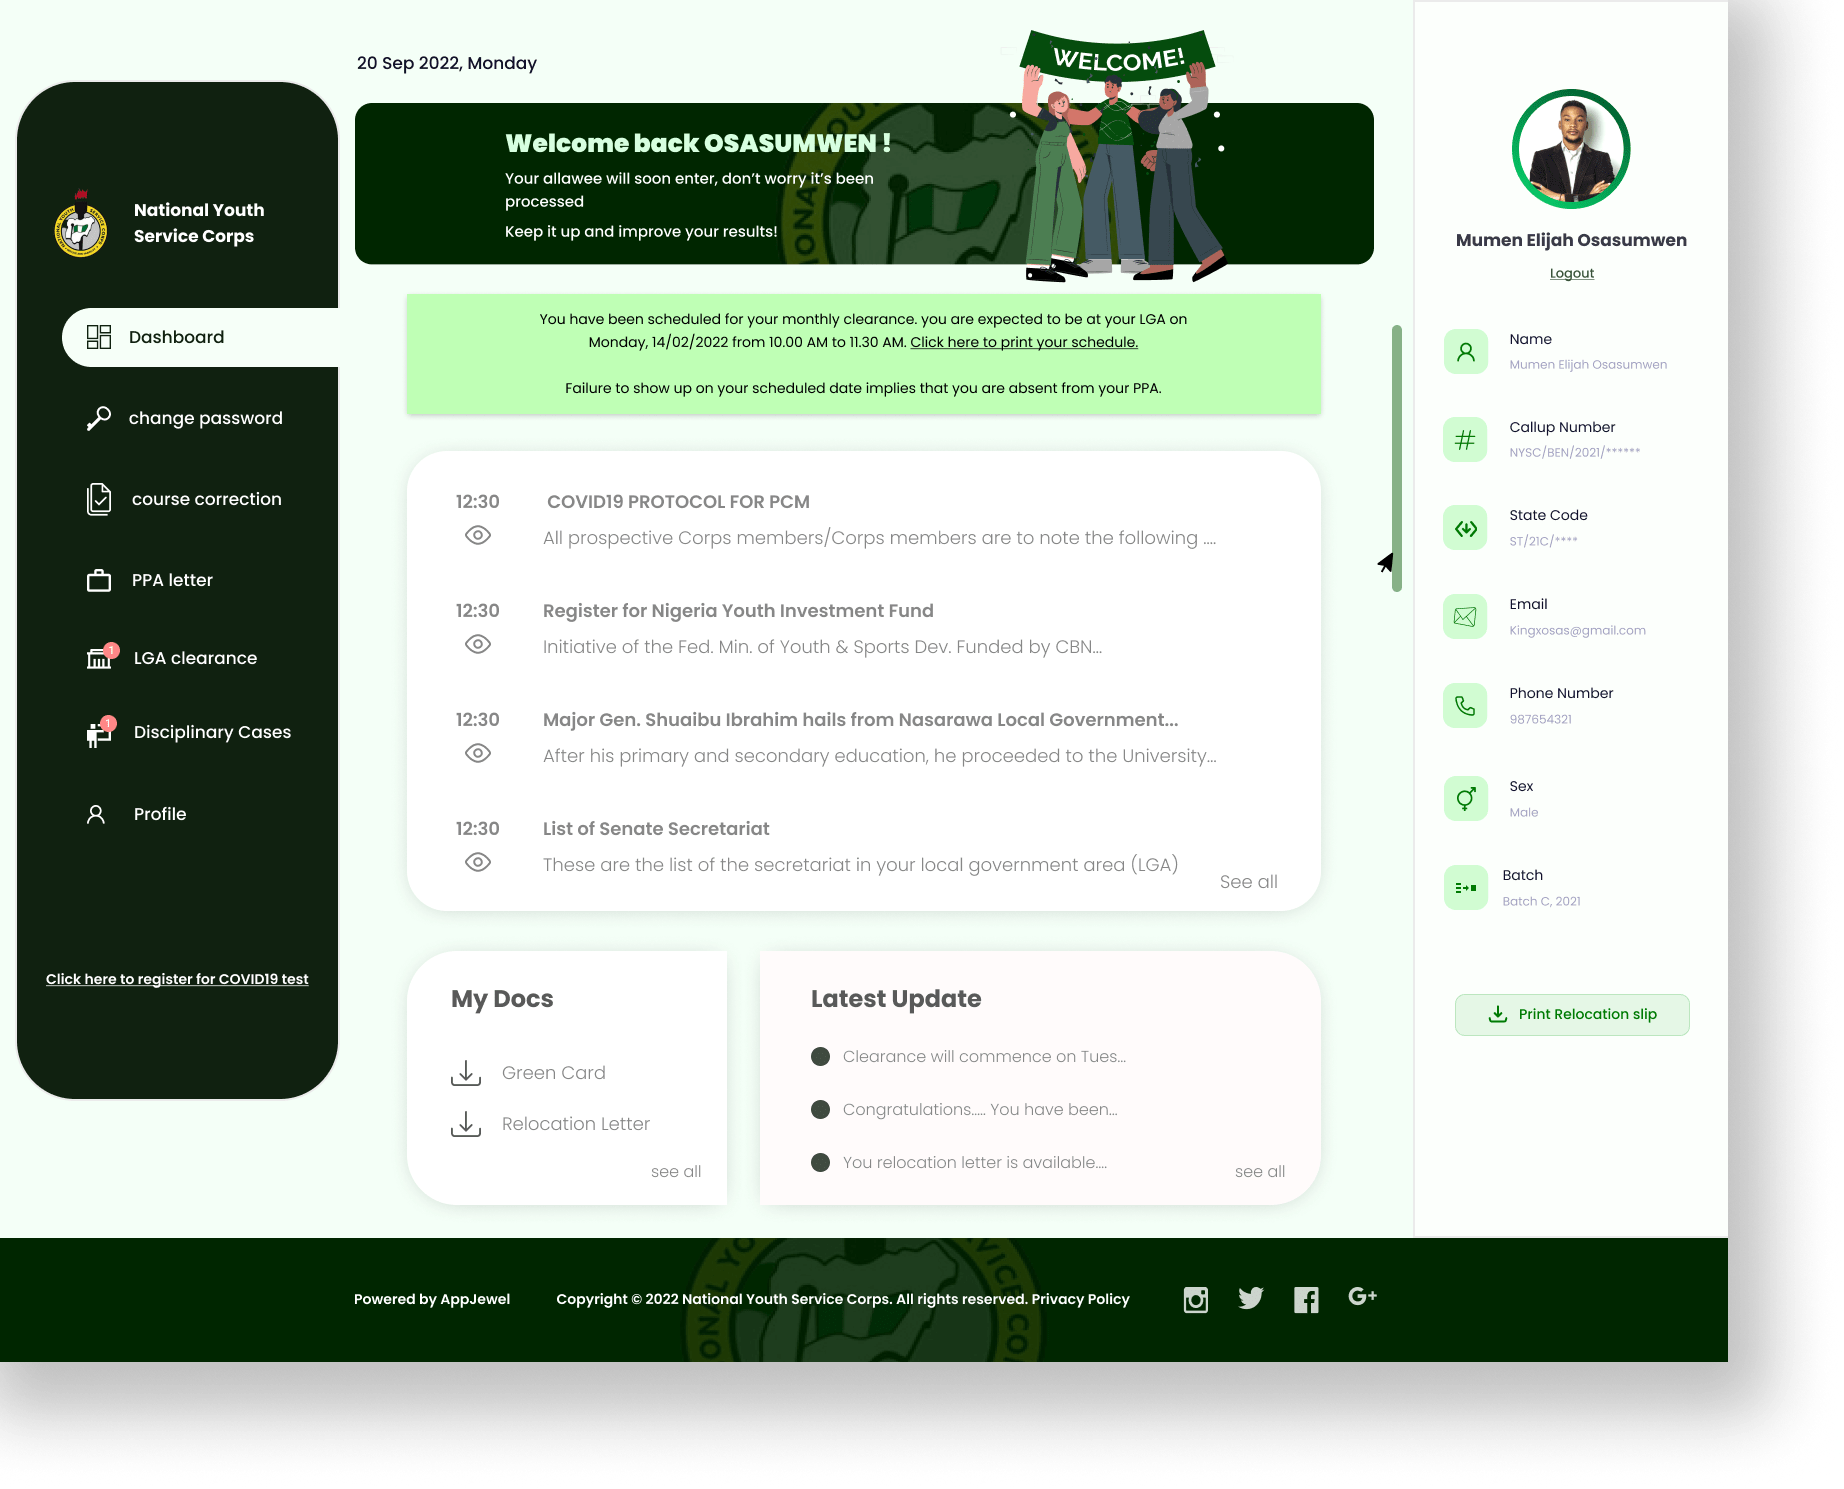 20 Sep 2022, Monday
WELCOME!
National Youth
Service Corps
Dashboard
change password
course correction
PPA letter
1
LGA clearance
1
Disciplinary Cases
Profile
Click here to register for COVID19 test
Welcome back OSASUMWEN !
Your allawee will soon enter, don’t worry it’s been
processed
Keep it up and improve your results!
You have been scheduled for your monthly clearance. you are expected to be at your LGA on
Monday, 14/02/2022 from 10.00 AM to 11.30 AM. Click here to print your schedule.
Failure to show up on your scheduled date implies that you are absent from your PPA.
12:30 COVID19 PROTOCOL FOR PCM
All prospective Corps members/Corps members are to note the following ....
12:30 Register for Nigeria Youth Investment Fund
Initiative of the Fed. Min. of Youth & Sports Dev. Funded by CBN...
12:30 Major Gen. Shuaibu Ibrahim hails from Nasarawa Local Government...
After his primary and secondary education, he proceeded to the University...
12:30 List of Senate Secretariat
These are the list of the secretariat in your local government area (LGA)
See all
My Docs
Green Card
Relocation Letter
see all
Latest Update
Clearance will commence on Tues...
Congratulations..... You have been...
You relocation letter is available....
see all
Mumen Elijah Osasumwen
Logout
Name
Mumen Elijah Osasumwen
Callup Number
NYSC/BEN/2021/******
State Code
ST/21C/****
Email
Kingxosas@gmail.com
Phone Number
987654321
Sex
Male
Batch
Batch C, 2021
Print Relocation slip
Powered by AppJewel
Copyright © 2022 National Youth Service Corps. All rights reserved. Privacy Policy
G+